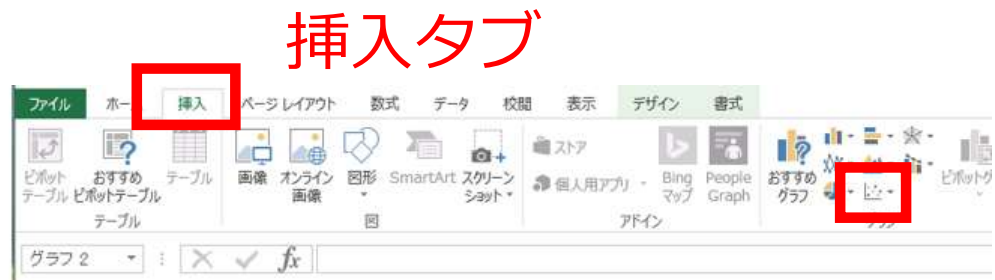 挿入タブ
ファイル ホー 挿入 ページ レイアウト 数式 データ 校閲 表示 デザイン 書式
ピボット おすすめ テーブル 画像 オンライン 図形 SmartArt スクリーン ストア Bing People おすすめ
テーブル ピボットテーブル 画像 ショット 個人用アプリ マップ Graph グラフ
テーブル 図 アドイン
グラフ 2 fx